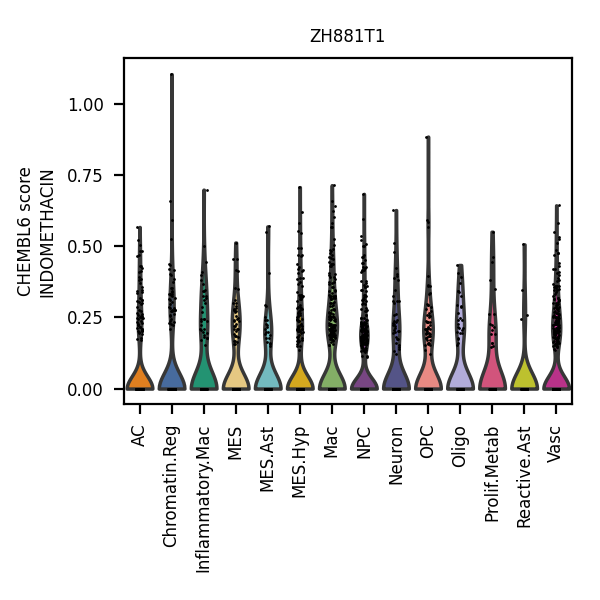 ZH881T1
CHEMBL6 score
INDOMETHACIN
1.00
0.75
0.50
0.25
0.00
AC
Chromatin.Reg
Inflammatory.Mac
MES
MES.Ast
MES.Hyp
Mac
NPC
Neuron
OPC
Oligo
Prolif.Metab
Reactive.Ast
Vasc